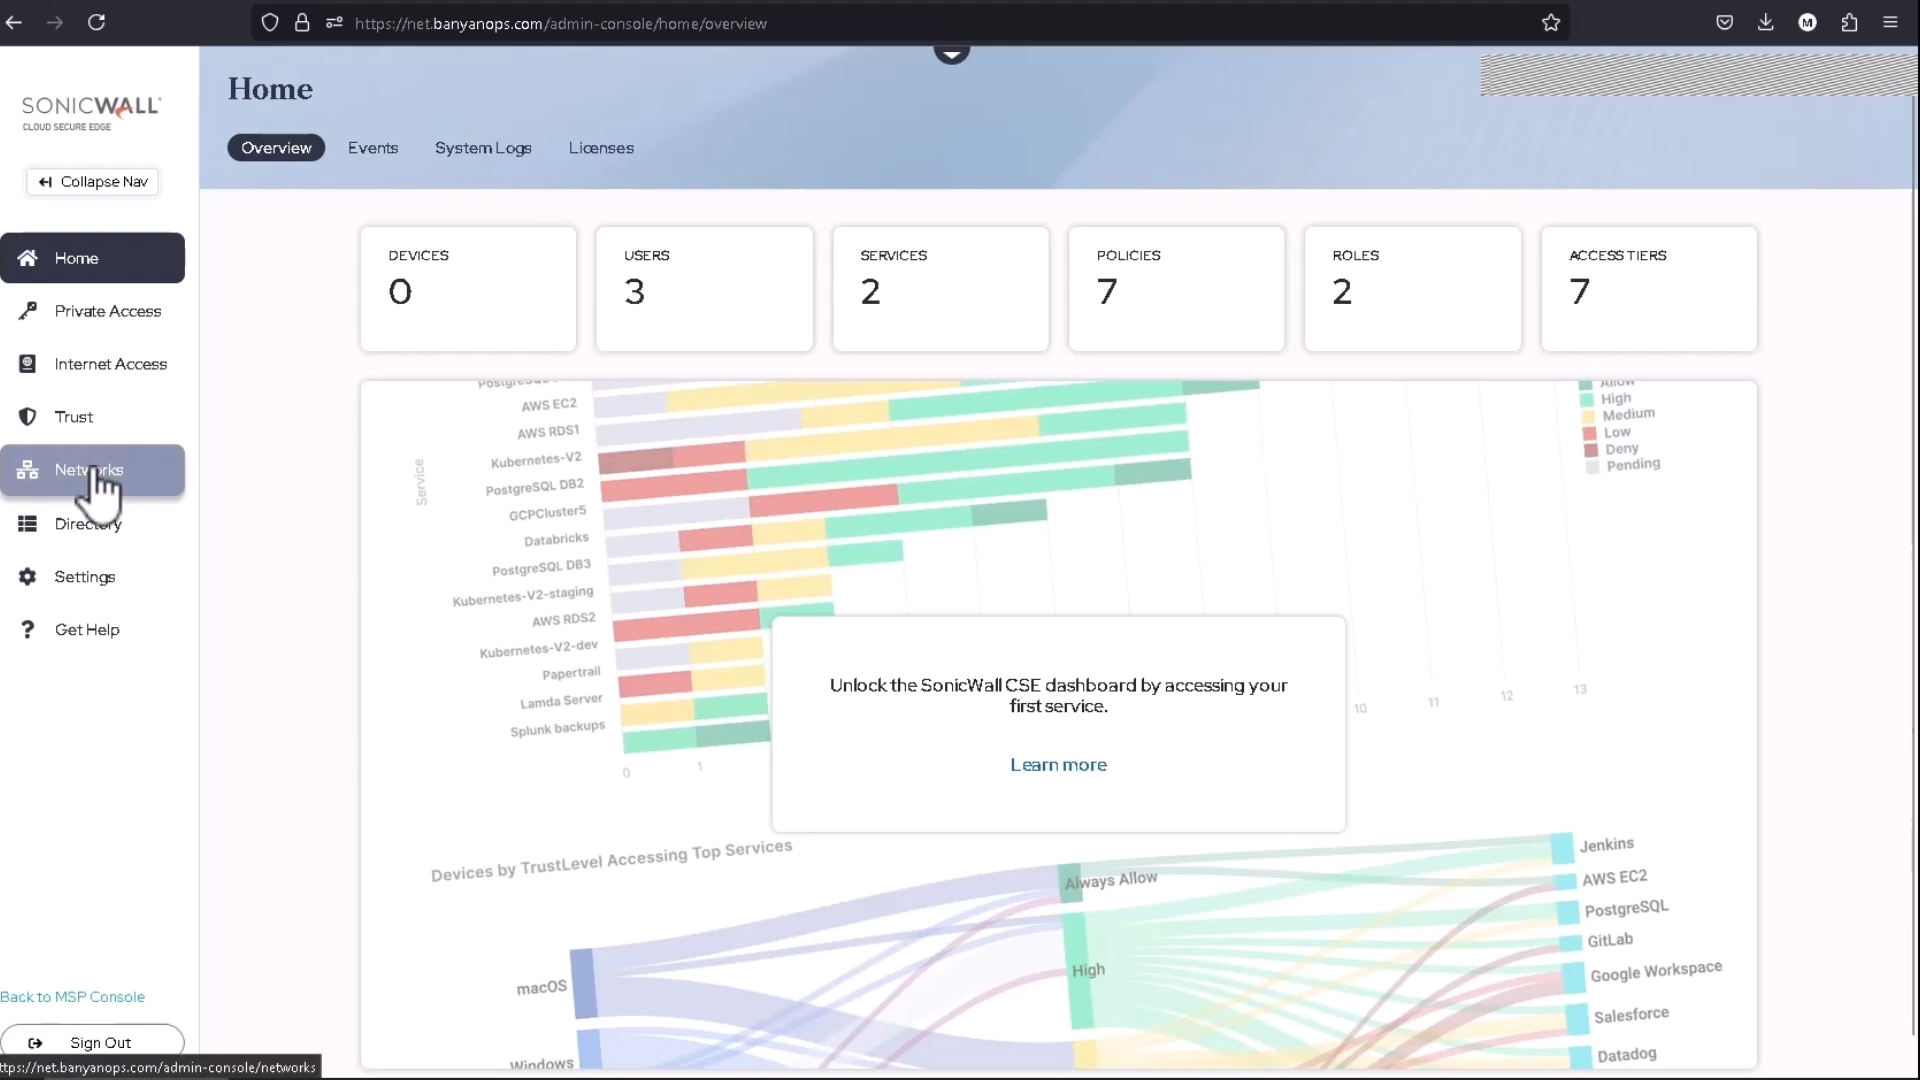 https://net.banyanops.com/admin-console/home/overview
M
SONICWALL
CLOUD SECURE EDGE
Collapse Nav
Home
Private Access
Internet Access
Trust
Networks
Directory
Settings
Get Help
Back to MSP Console
Sign Out
ttps://net.banyanops.com/admin-console/networks
Home
Overview Events System Logs Licenses
DEVICES
0
USERS
3
SERVICES
2
POLICIES
7
ROLES
2
ACCESS TIERS
7
Service
AWS EC2
AWS RDS1
Kubernetes-V2
PostgreSQL DB2
GCPCluster5
Databricks
PostgreSQL DB3
Kubernetes-V2-staging
AWS RDS2
Kubernetes-V2-dev
Papertrail
Lamda Server
Splunk backups
0 1 10 11 12 13
Allow
High
Medium
Low
Deny
Pending
Unlock the SonicWall CSE dashboard by accessing your
first service.
Learn more
Devices by TrustLevel Accessing Top Services
macOS
Windows
Always Allow
High
Jenkins
AWS EC2
PostgreSQL
GitLab
Google Workspace
Salesforce
Datadog